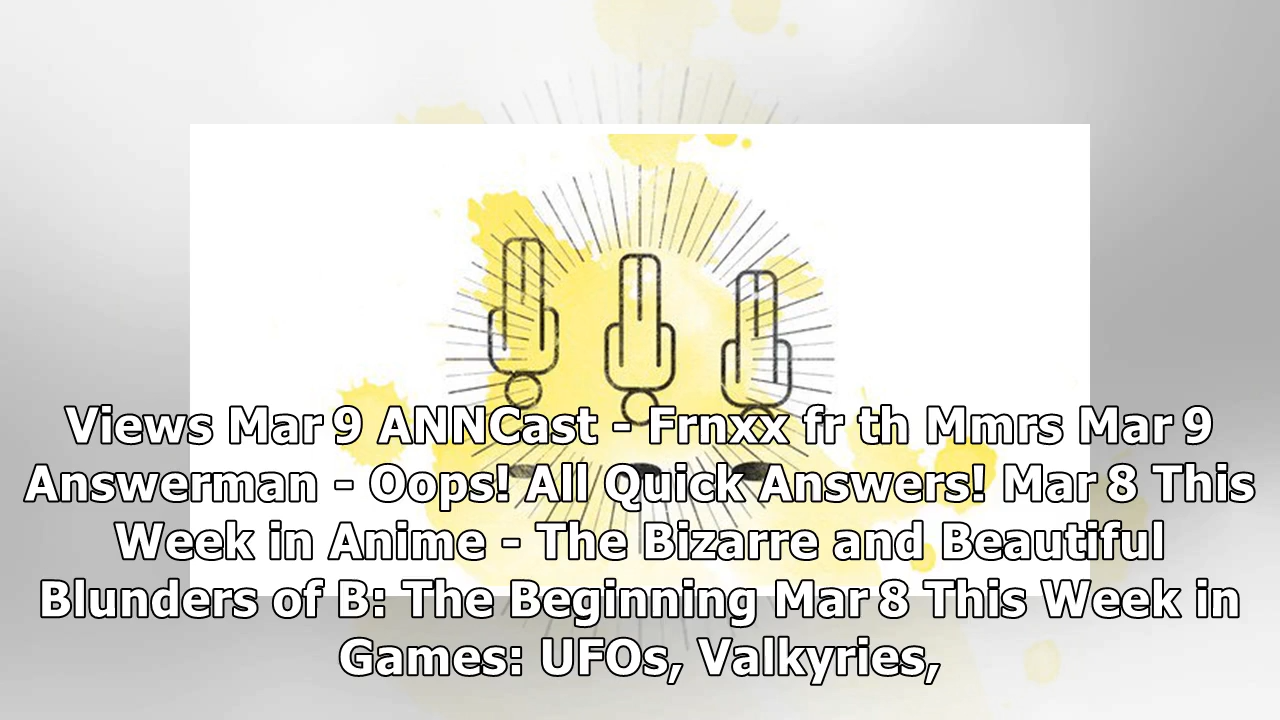 Views Mar 9 ANNCast - Frnxx fr th Mmrs Mar 9
Answerman - Oops! All Quick Answers! Mar 8 This
Week in Anime - The Bizarre and Beautiful
Blunders of B: The Beginning Mar 8 This Week in
Games: UFOs, Valkyries,